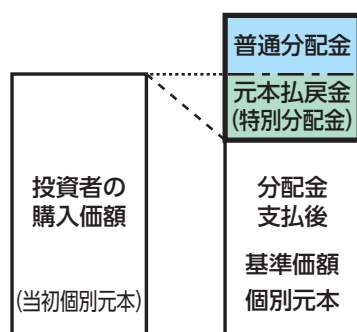 普通分配金
元本払戻金
(特別分配金)
投資者の
購入価額
(当初個別元本)
分配金
支払後
基準価額
個別元本